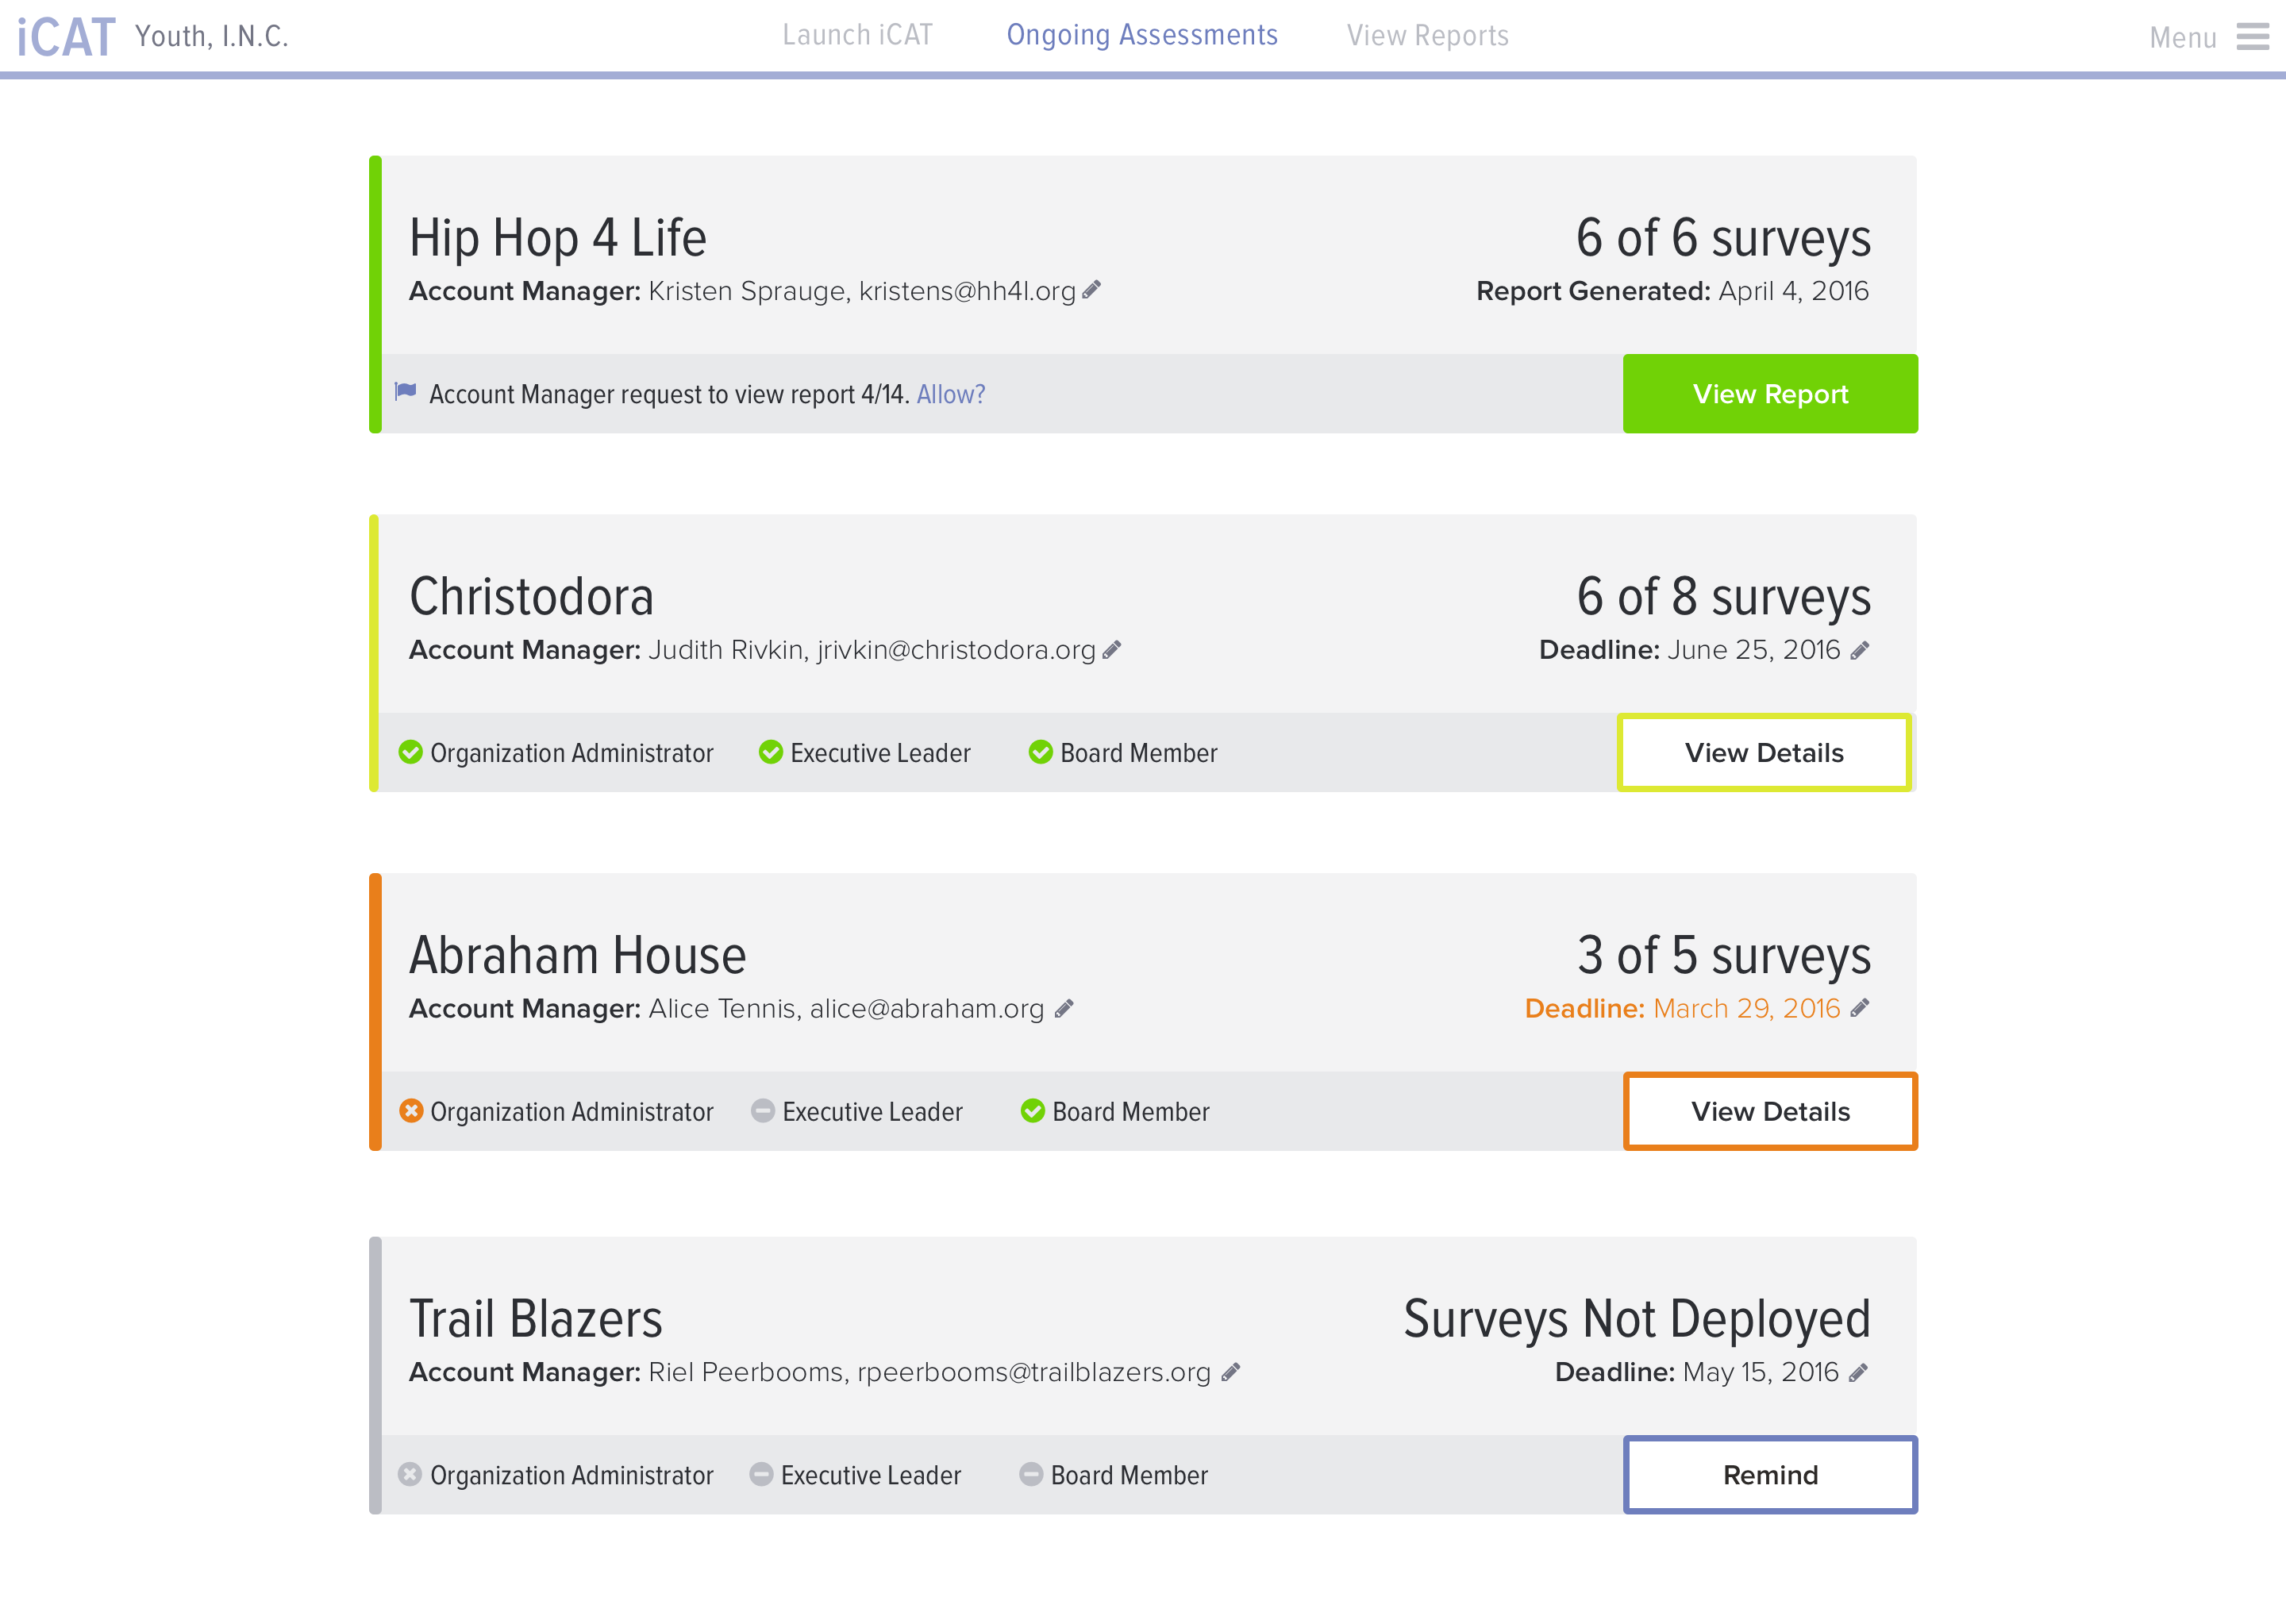 iCAT Youth, I.N.C. Launch iCAT Ongoing Assessments View Reports Menu
Hip Hop 4 Life 6 of 6 surveys
Account Manager: Kristen Sprauge, kristens@hh4l.org Report Generated: April 4, 2016
Account Manager request to view report 4/14. Allow? View Report
Christodora 6 of 8 surveys
Account Manager: Judith Rivkin, jrivkin@christodora.org Deadline: June 25, 2016
Organization Administrator Executive Leader Board Member View Details
Abraham House 3 of 5 surveys
Account Manager: Alice Tennis, alice@abraham.org Deadline: March 29, 2016
Organization Administrator Executive Leader Board Member View Details
Trail Blazers Surveys Not Deployed
Account Manager: Riel Peerbooms, rpeerbooms@trailblazers.org Deadline: May 15, 2016
Organization Administrator Executive Leader Board Member Remind